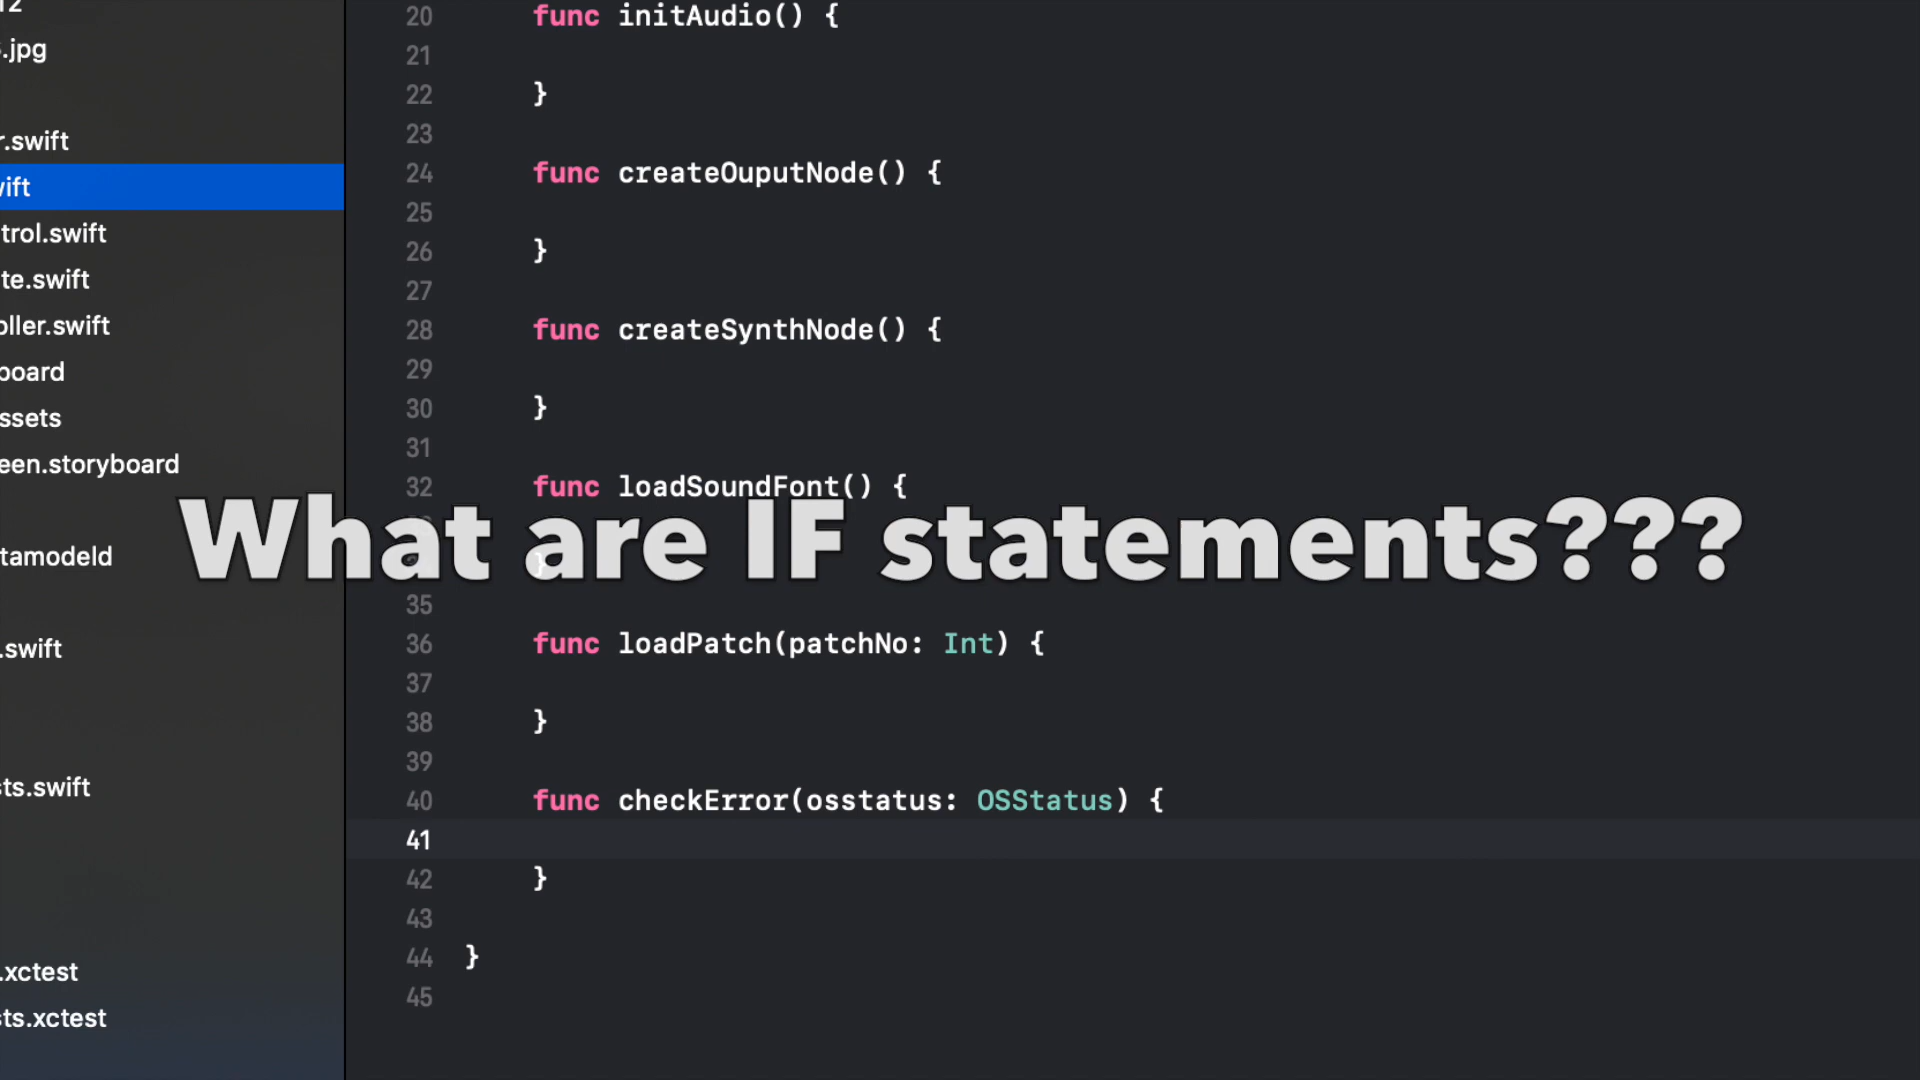 12
.jpg
r.swift
ift
trol.swift
te.swift
oller.swift
board
ssets
een.storyboard
tamodeld
.swift
ts.swift
.xctest
ts.xctest
20 func initAudio() {
21
22 }
23
24 func createOuputNode() {
25
26 }
27
28 func createSynthNode() {
29
30 }
31
32 func loadSoundFont() {
What are IF statements???
}
35
36 func loadPatch(patchNo: Int) {
37
38 }
39
40 func checkError(osstatus: OSStatus) {
41
42 }
43
44 }
45